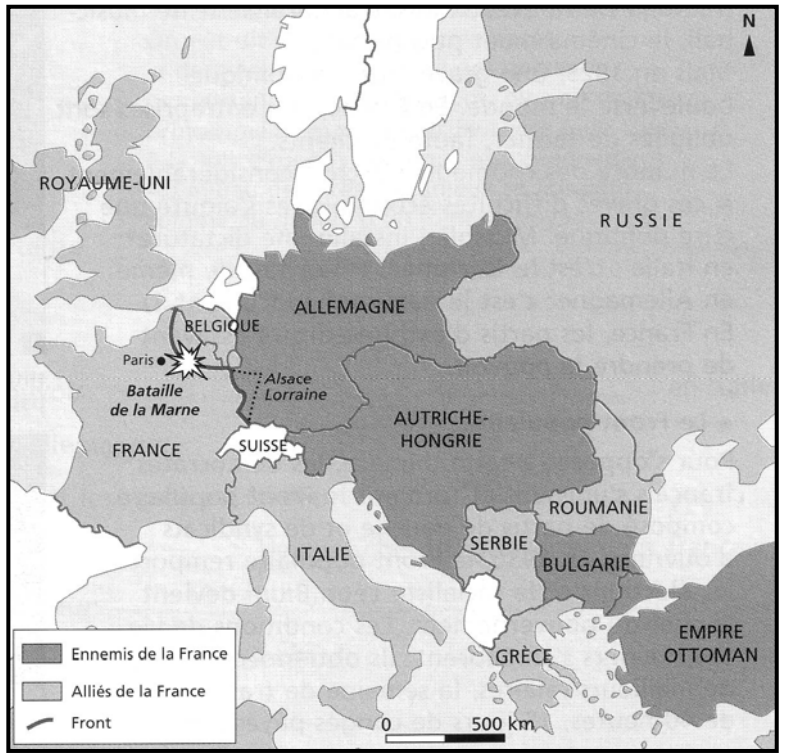 N
ROYAUME-UNI
RUSSIE
ALLEMAGNE
BELGIQUE
Paris
Bataille
de la Marne
Alsace
Lorraine
AUTRICHE-
HONGRIE
FRANCE
SUISSE
ROUMANIE
SERBIE
ITALIE
BULGARIE
EMPIRE
OTTOMAN
GRÈCE
Ennemis de la France
Alliés de la France
Front
0 500 km